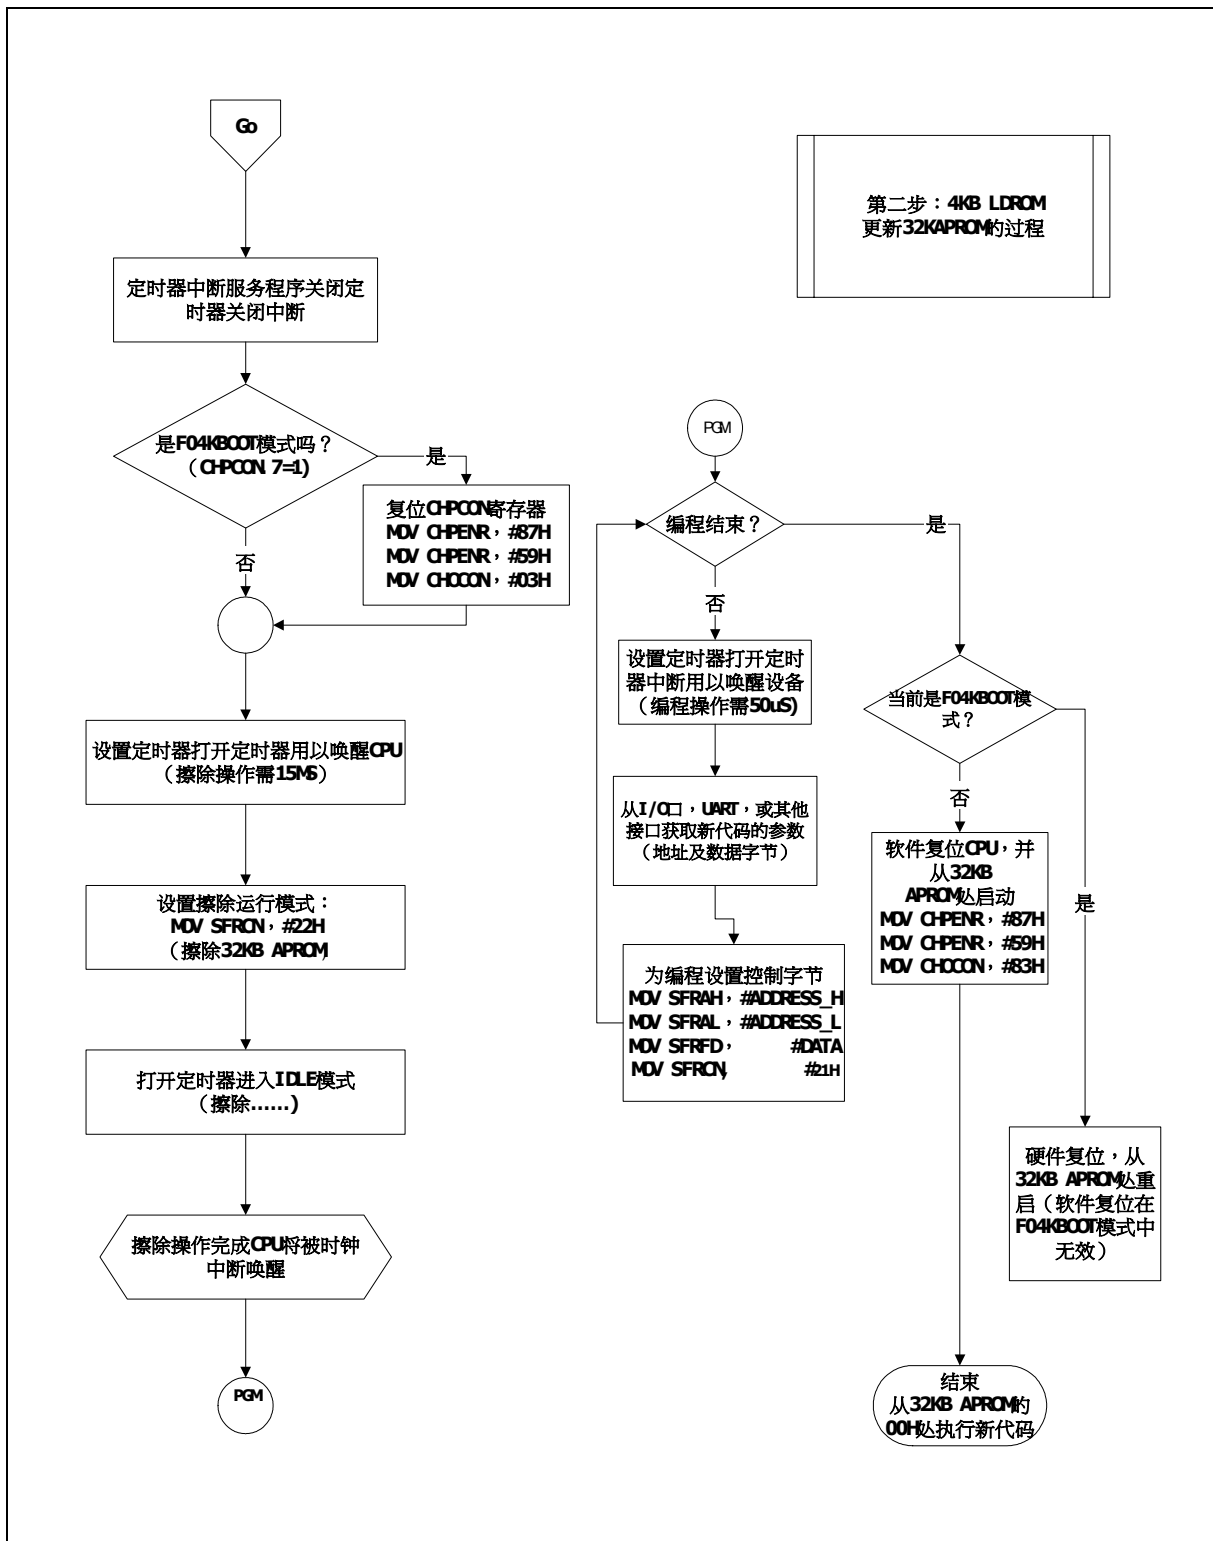 Go
定时器中断服务程序关闭定
时器关闭中断
是F04KBOOT模式吗？
（CHPCON.7=1)
是
复位CHPCON寄存器
MOV CHPENR，#87H
MOV CHPENR，#59H
MOV CHOCON，#03H
否
设置定时器打开定时器用以唤醒CPU
（擦除操作需15MS）
设置擦除运行模式：
MOV SFRCN，#22H
（擦除32KB APROM)
打开定时器进入IDLE模式
（擦除……)
擦除操作完成CPU将被时钟
中断唤醒
PGM
第二步：4KB LDROM
更新32KAPROM的过程
PGM
编程结束？
是
否
设置定时器打开定时
器中断用以唤醒设备
（编程操作需50uS)
从I/O口，UART，或其他
接口获取新代码的参数
（地址及数据字节）
为编程设置控制字节
MOV SFRAH，#ADDRESS_H
MOV SFRAL，#ADDRESS_L
MOV SFRFD， #DATA
MOV SFRCN, #21H
当前是F04KBOOT模
式？
否
软件复位CPU，并
从32KB
APROM处启动
MOV CHPENR，#87H
MOV CHPENR，#59H
MOV CHOCON，#83H
是
硬件复位，从
32KB APROM处重
启（软件复位在
F04KBOOT模式中
无效）
结束
从32KB APROM的
00H处执行新代码